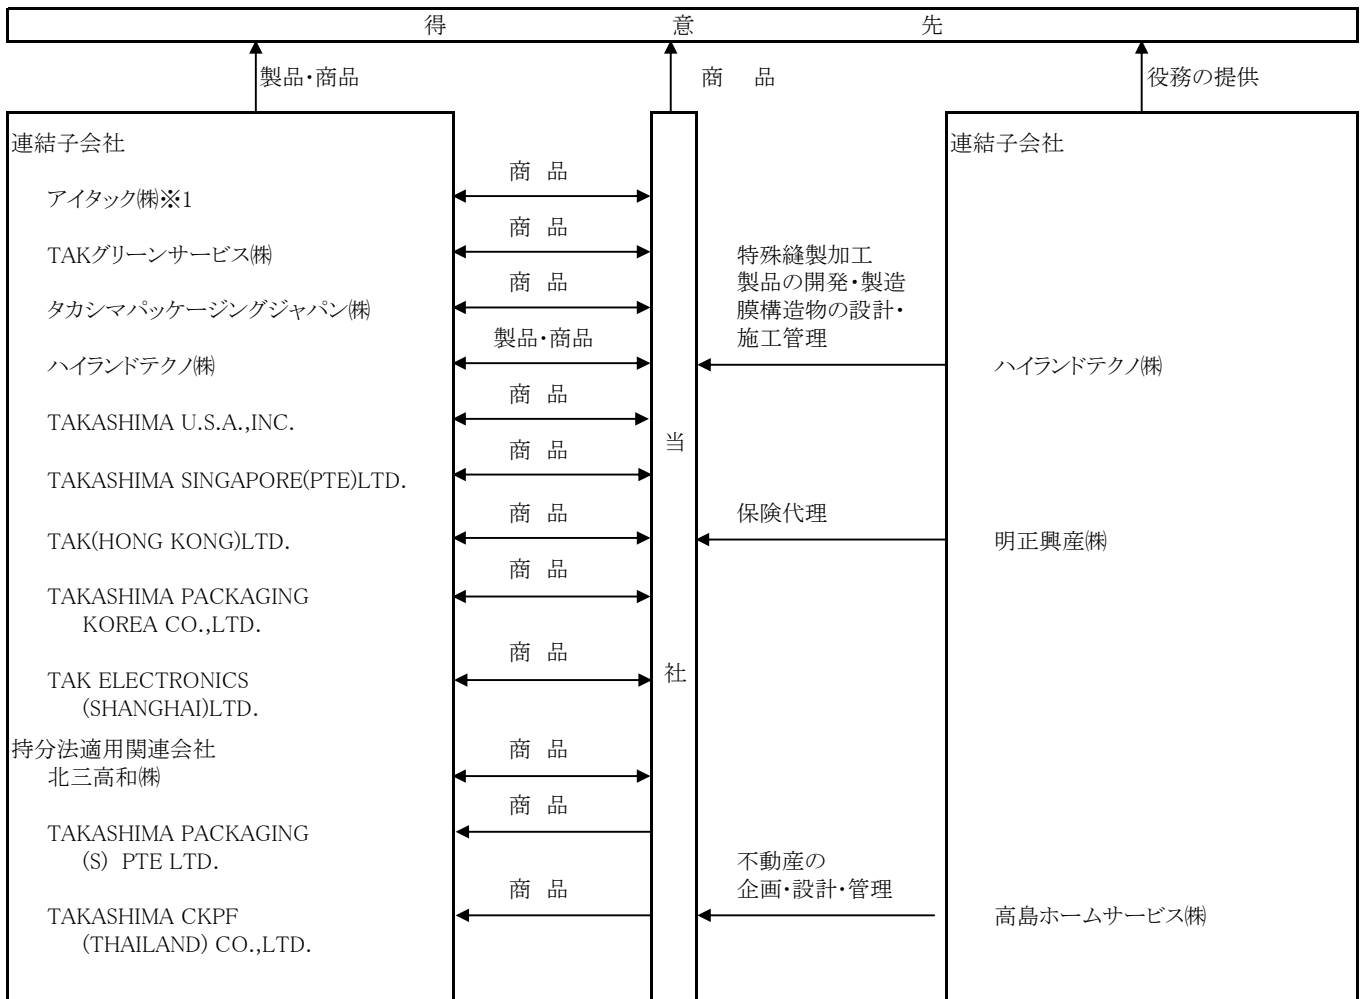 得意先
製品・商品
商品
役務の提供
連結子会社
商品
アイタック㈱※1
商品
TAKグリーンサービス㈱
商品
タカシマパッケージングジャパン㈱
製品・商品
ハイランドテクノ㈱
商品
TAKASHIMA U.S.A.,INC.
商品
TAKASHIMA SINGAPORE(PTE)LTD.
商品
TAK(HONG KONG)LTD.
商品
TAKASHIMA PACKAGING
KOREA CO.,LTD.
商品
TAK ELECTRONICS
(SHANGHAI)LTD.
持分法適用関連会社
商品
北三高和㈱
商品
TAKASHIMA PACKAGING
(S) PTE LTD.
商品
TAKASHIMA CKPF
(THAILAND) CO.,LTD.
当社
連結子会社
特殊縫製加工
製品の開発・製造
膜構造物の設計・
施工管理
ハイランドテクノ㈱
保険代理
明正興産㈱
不動産の
企画・設計・管理
高島ホームサービス㈱